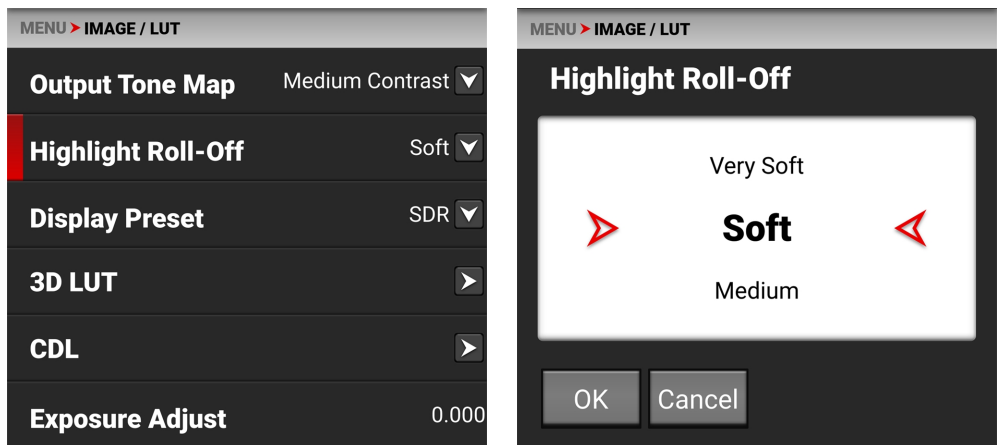 MENU > IMAGE / LUT
Output Tone Map Medium Contrast
Highlight Roll-Off Soft
Display Preset SDR
3D LUT
CDL
Exposure Adjust 0.000
MENU > IMAGE / LUT
Highlight Roll-Off
Very Soft
Soft
Medium
OK Cancel